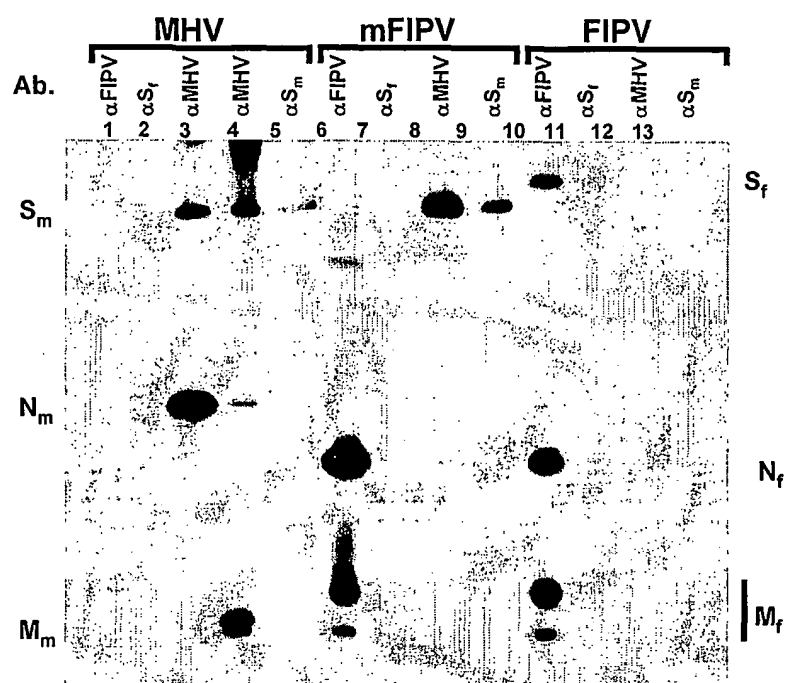 MHV mFIPV FIPV
Ab. αFIPV αSf αMHV αMHV αSm αFIPV αSf αMHV αSm αFIPV αSf αMHV αSm
1 2 3 4 5 6 7 8 9 10 11 12 13
Sf
Sm
Nm
Nf
Mm
Mf